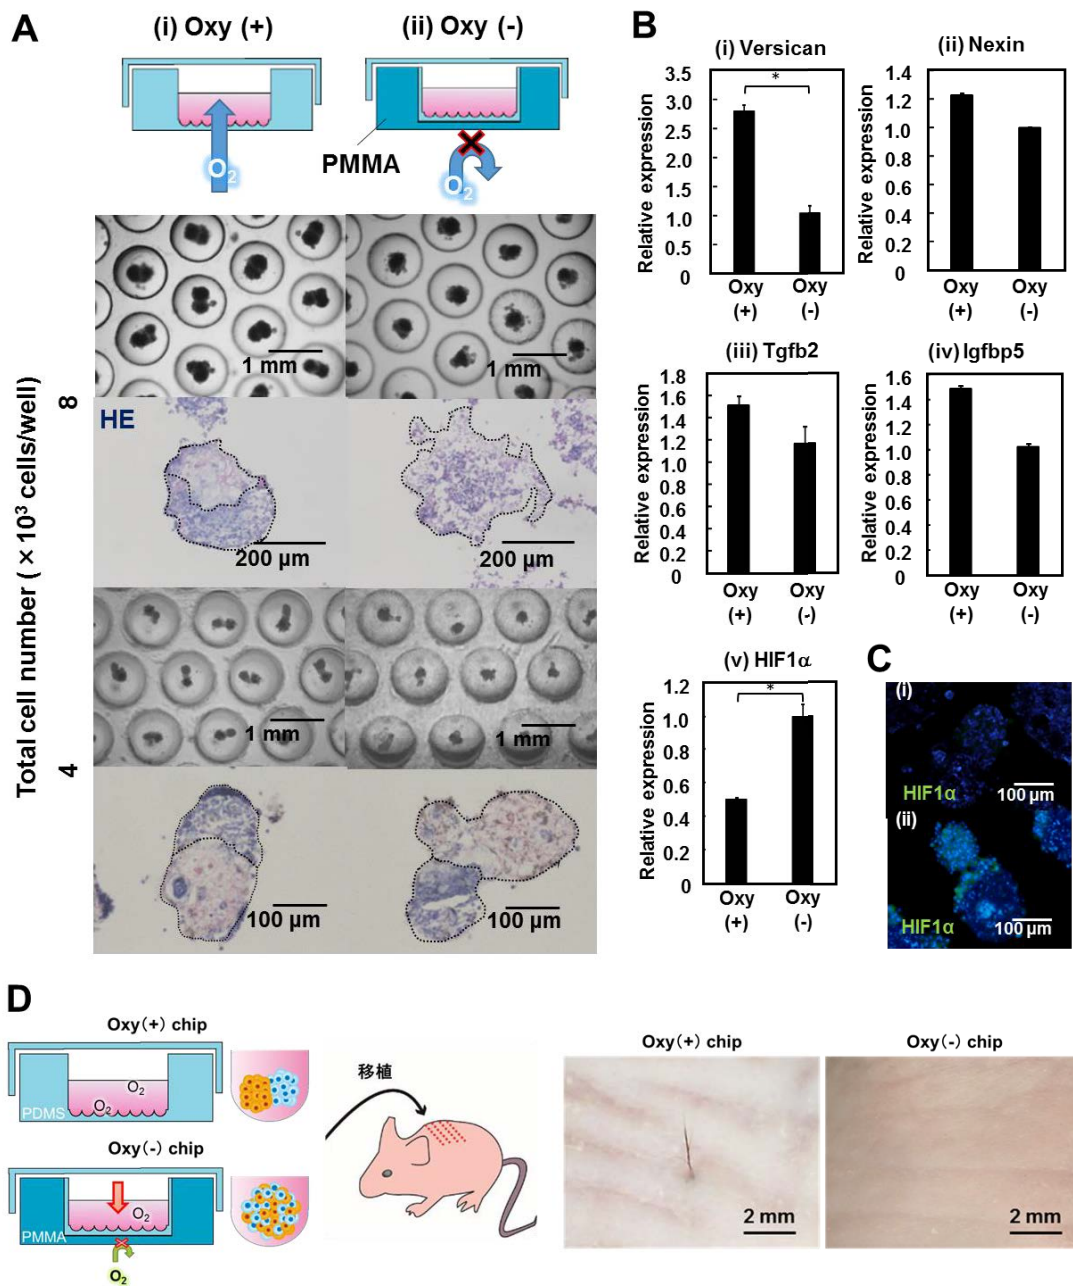 A
(i) Oxy (+)
(ii) Oxy (-)
O2
PMMA
O2
Total cell number ( × 10³ cells/well)
8
1 mm
1 mm
HE
200 µm
200 µm
4
1 mm
1 mm
100 µm
100 µm
B
(i) Versican
Relative expression
3.5
3.0
2.5
2.0
1.5
1.0
0.5
0
*
Oxy (+)
Oxy (-)
(ii) Nexin
Relative expression
1.4
1.2
1.0
0.8
0.6
0.4
0.2
0
Oxy (+)
Oxy (-)
(iii) Tgfb2
Relative expression
1.8
1.6
1.4
1.2
1.0
0.8
0.6
0.4
0.2
0
Oxy (+)
Oxy (-)
(iv) Igfbp5
Relative expression
1.6
1.4
1.2
1.0
0.8
0.6
0.4
0.2
0
Oxy (+)
Oxy (-)
(v) HIF1α
Relative expression
1.2
1.0
0.8
0.6
0.4
0.2
0
*
Oxy (+)
Oxy (-)
C
(i)
HIF1α
100 µm
(ii)
HIF1α
100 µm
D
Oxy(+) chip
O2
O2
PDMS
Oxy(-) chip
O2
PMMA
O2
移植
Oxy(+) chip
2 mm
Oxy(-) chip
2 mm